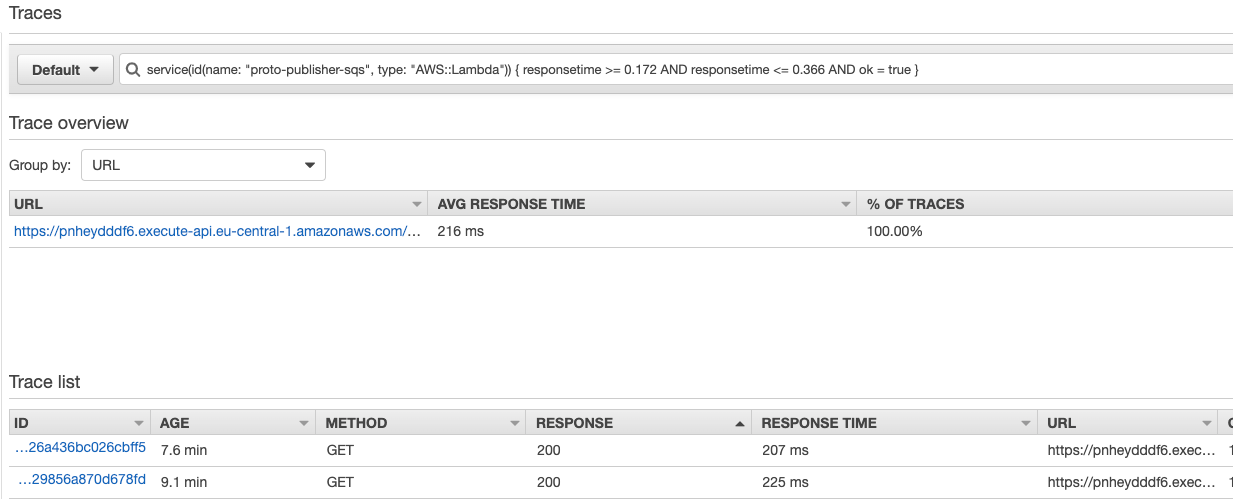 Traces
Default service(id(name: "proto-publisher-sqs", type: "AWS::Lambda")) { responsetime >= 0.172 AND responsetime <= 0.366 AND ok = true }
Trace overview
Group by: URL
URL AVG RESPONSE TIME % OF TRACES
https://pnheydddf6.execute-api.eu-central-1.amazonaws.com/... 216 ms 100.00%
Trace list
ID AGE METHOD RESPONSE RESPONSE TIME URL
...26a436bc026cbff5 7.6 min GET 200 207 ms https://pnheydddf6.exec... 1
...29856a870d678fd 9.1 min GET 200 225 ms https://pnheydddf6.exec... 1